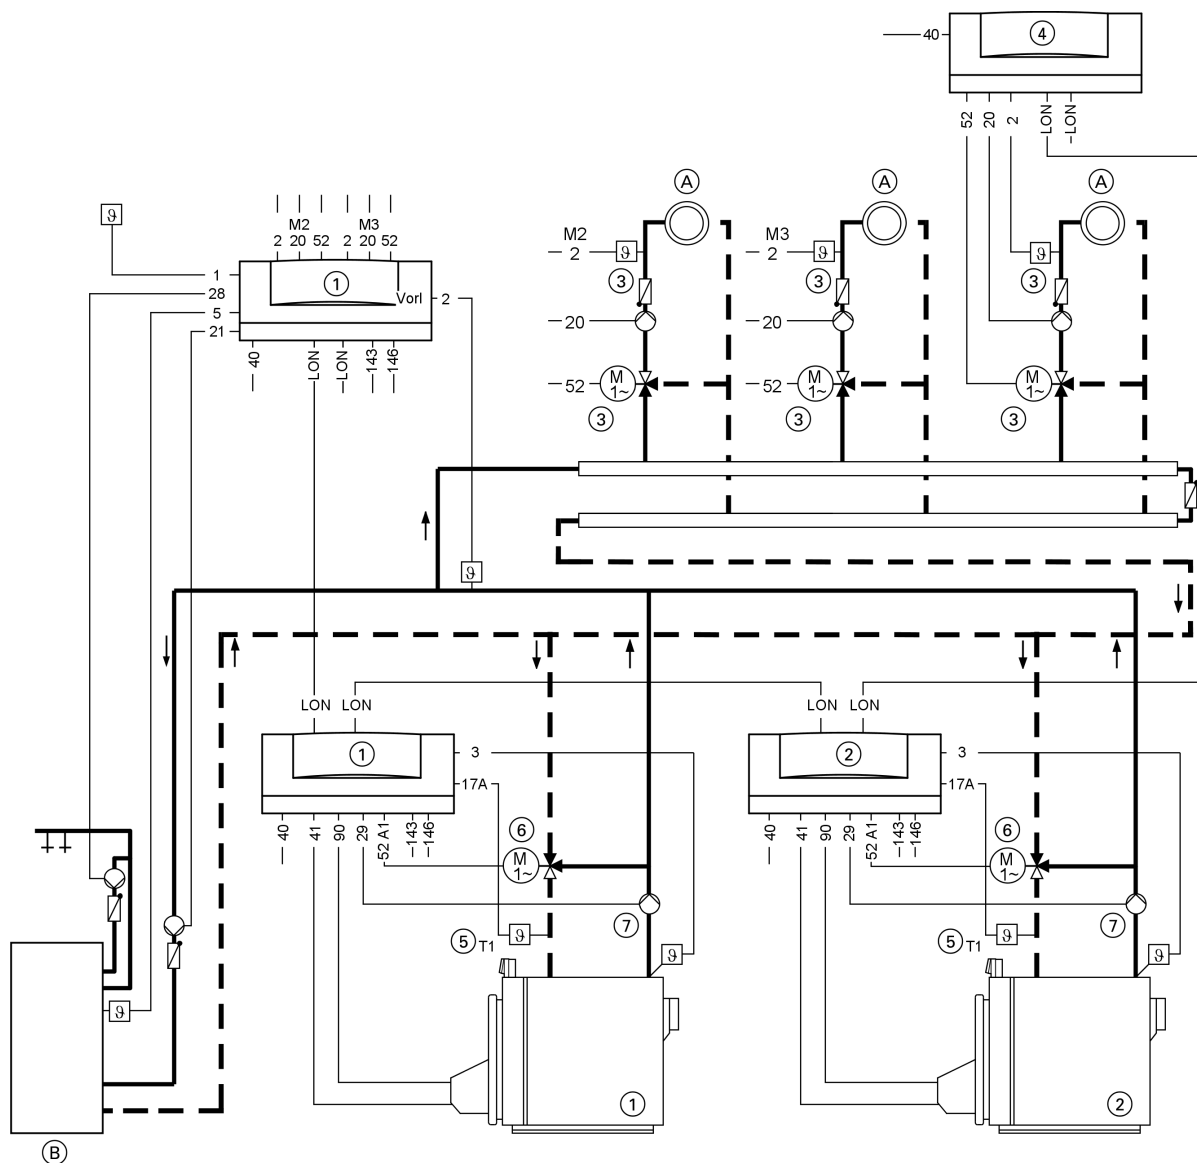 40 4
52 20 2 LON LON
A A A
ϑ
M2 M3
2 20 52 2 20 52
1 1
28 Vorl 2
5
21
40 LON LON 143 146
M2
2 ϑ
3
20
M
1~
52
3
M3
2 ϑ
3
20
M
1~
52
3
ϑ
3
M
1~
3
ϑ
LON LON LON LON
1 3
17A
40 41 90 29 52 A1 143 146
2 3
17A
40 41 90 29 52 A1 143 146
6 6
M
1~
M
1~
7 7
5 T1 ϑ
ϑ
5 T1 ϑ
ϑ
ϑ
1 2
B